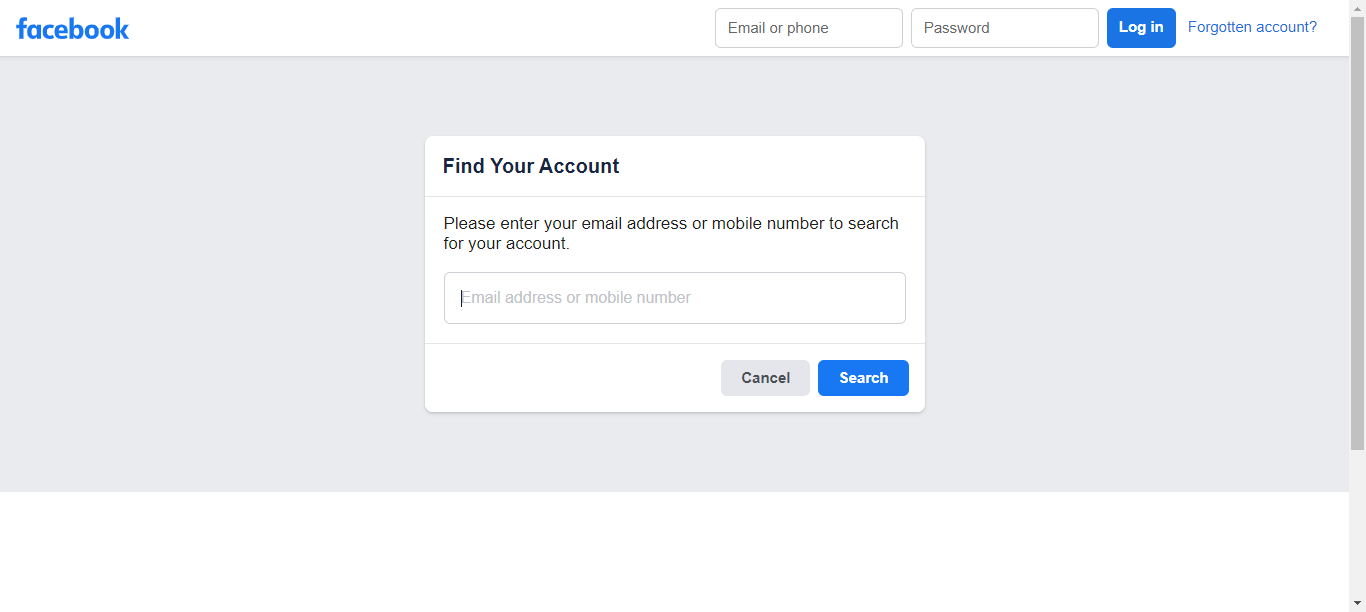 facebook
Email or phone
Password
Log in
Forgotten account?
Find Your Account
Please enter your email address or mobile number to search
for your account.
Email address or mobile number
Cancel
Search